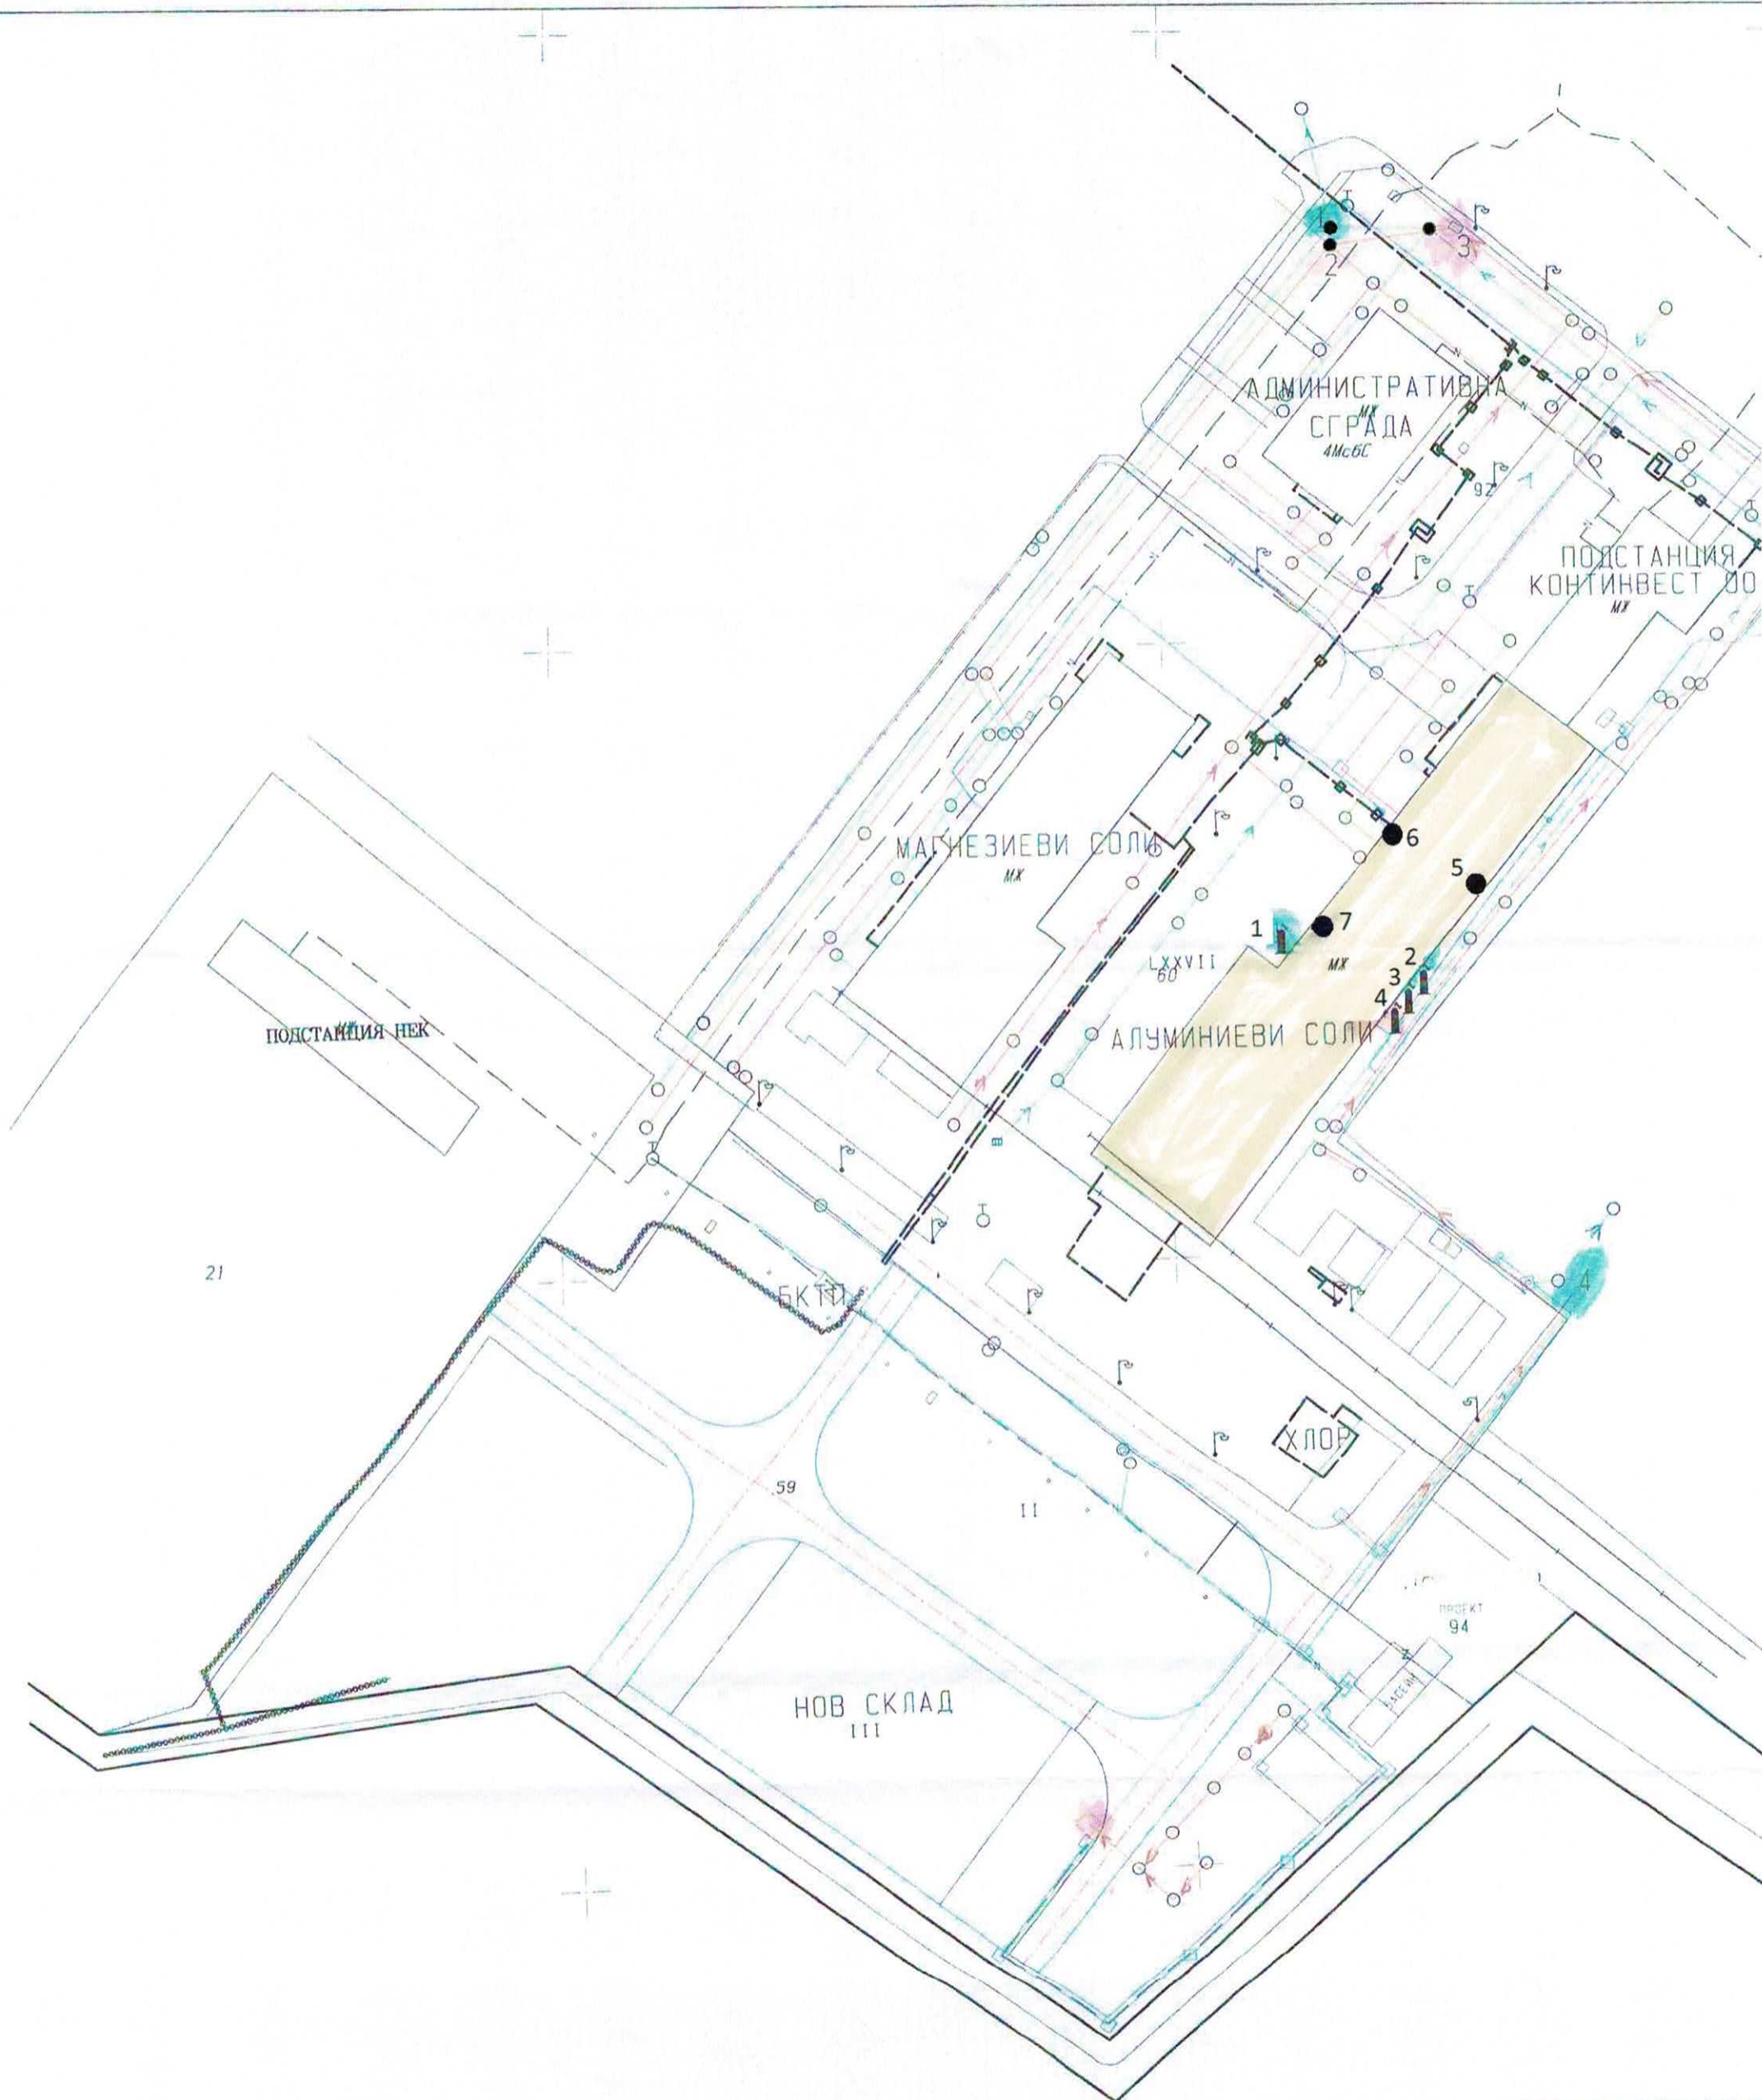 1
2
3
АДМИНИСТРАТИВНА
МЖ
СГРАДА
4МсбС
92
ПОДСТАНЦИЯ
КОНТИНВЕСТ ОО
МЖ
МАГНЕЗИЕВИ СОЛИ
МЖ
6
5
7
1
МЖ
LXXVII
60
2
3
4
АЛУМИНИЕВИ СОЛИ
ПОДСТАНЦИЯ НЕК
21
БКТП
4
ХЛОР
59
II
ПРОЕКТ
94
БАСЕЙН
НОВ СКЛАД
III